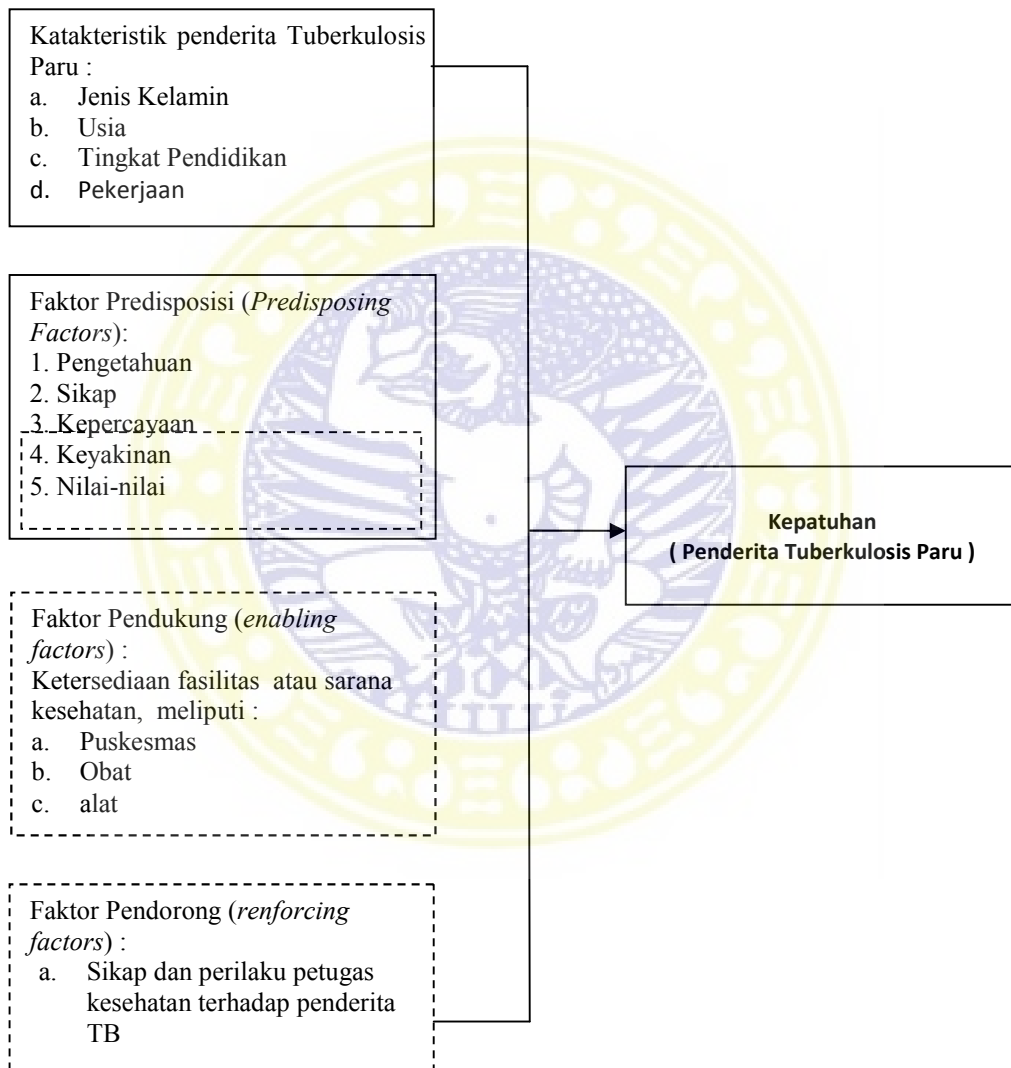 Katakteristik penderita Tuberkulosis
Paru :
a. Jenis Kelamin
b. Usia
c. Tingkat Pendidikan
d. Pekerjaan
Faktor Predisposisi (Predisposing
Factors):
1. Pengetahuan
2. Sikap
3. Kepercayaan
4. Keyakinan
5. Nilai-nilai
Kepatuhan
( Penderita Tuberkulosis Paru )
Faktor Pendukung (enabling
factors) :
Ketersediaan fasilitas atau sarana
kesehatan, meliputi :
a. Puskesmas
b. Obat
c. alat
Faktor Pendorong (renforcing
factors) :
a. Sikap dan perilaku petugas
kesehatan terhadap penderita
TB